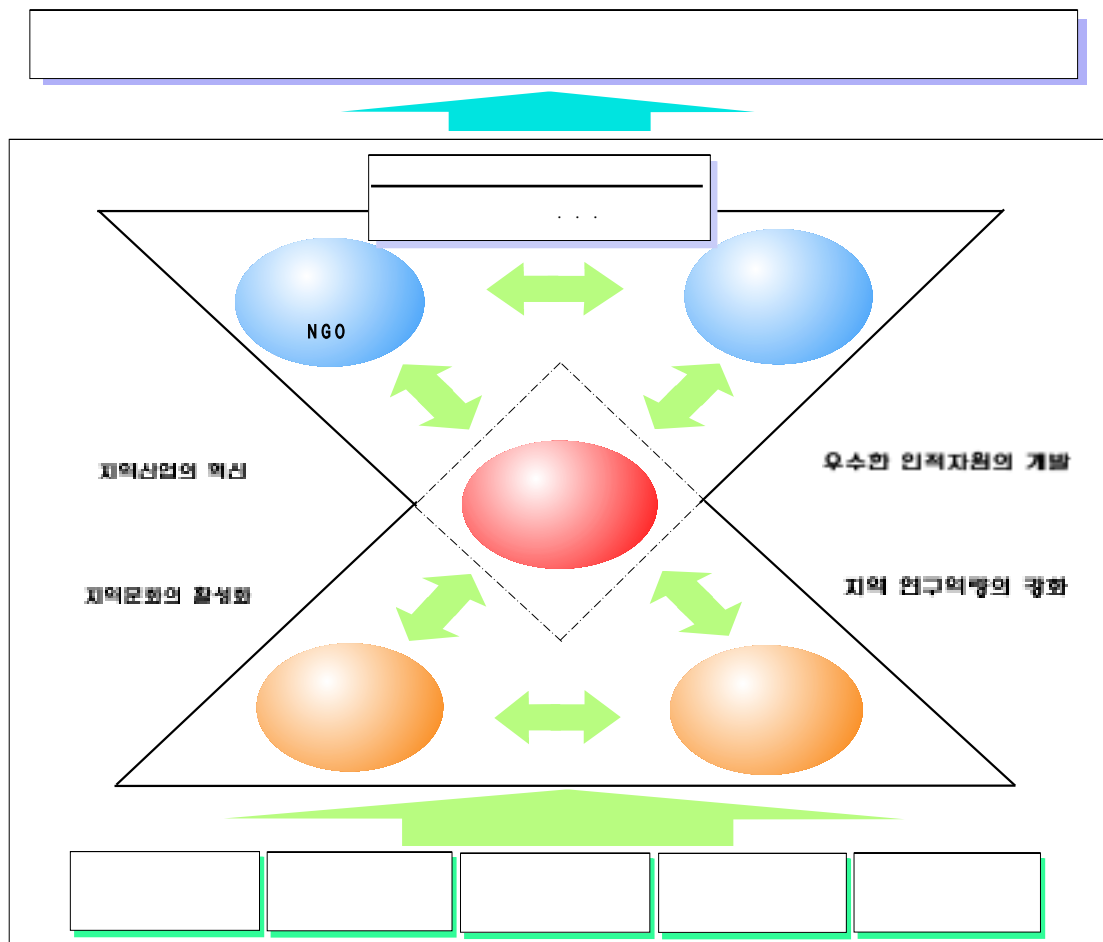 . . .
NGO
지역산업의 혁신
우수한 인적자원의 개발
지역문화의 활성화
지역 연구역량의 강화